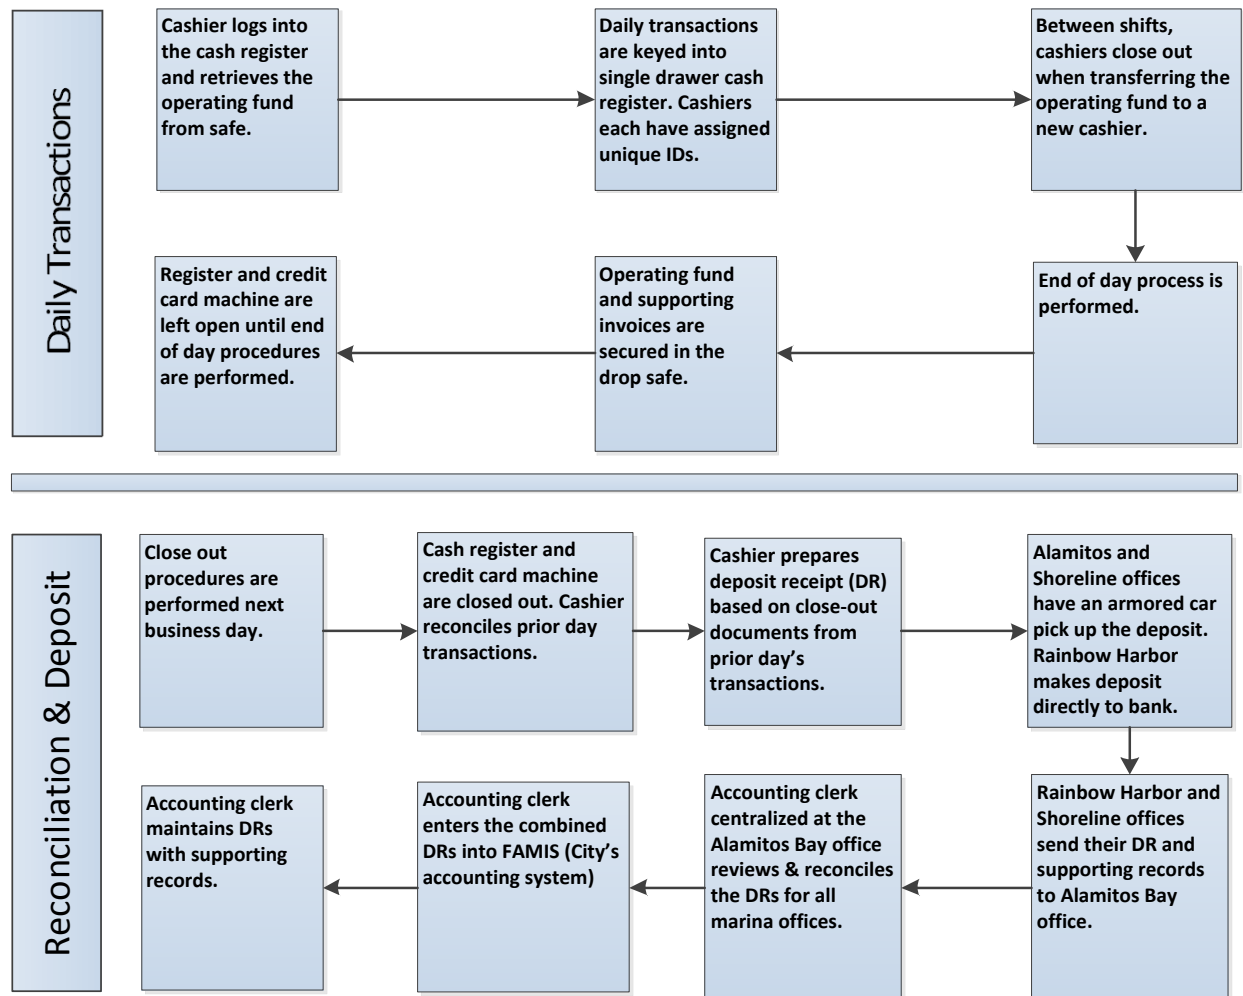 Daily Transactions
Cashier logs into
the cash register
and retrieves the
operating fund
from safe.
Daily transactions
are keyed into
single drawer cash
register. Cashiers
each have assigned
unique IDs.
Between shifts,
cashiers close out
when transferring the
operating fund to a
new cashier.
End of day process is
performed.
Operating fund
and supporting
invoices are
secured in the
drop safe.
Register and credit
card machine are
left open until end
of day procedures
are performed.
Reconciliation & Deposit
Close out
procedures are
performed next
business day.
Cash register and
credit card machine
are closed out. Cashier
reconciles prior day
transactions.
Cashier prepares
deposit receipt (DR)
based on close-out
documents from
prior day's
transactions.
Alamitos and
Shoreline offices
have an armored car
pick up the deposit.
Rainbow Harbor
makes deposit
directly to bank.
Rainbow Harbor and
Shoreline offices
send their DR and
supporting records
to Alamitos Bay
office.
Accounting clerk
centralized at the
Alamitos Bay office
reviews & reconciles
the DRs for all
marina offices.
Accounting clerk
enters the combined
DRs into FAMIS (City's
accounting system)
Accounting clerk
maintains DRs
with supporting
records.